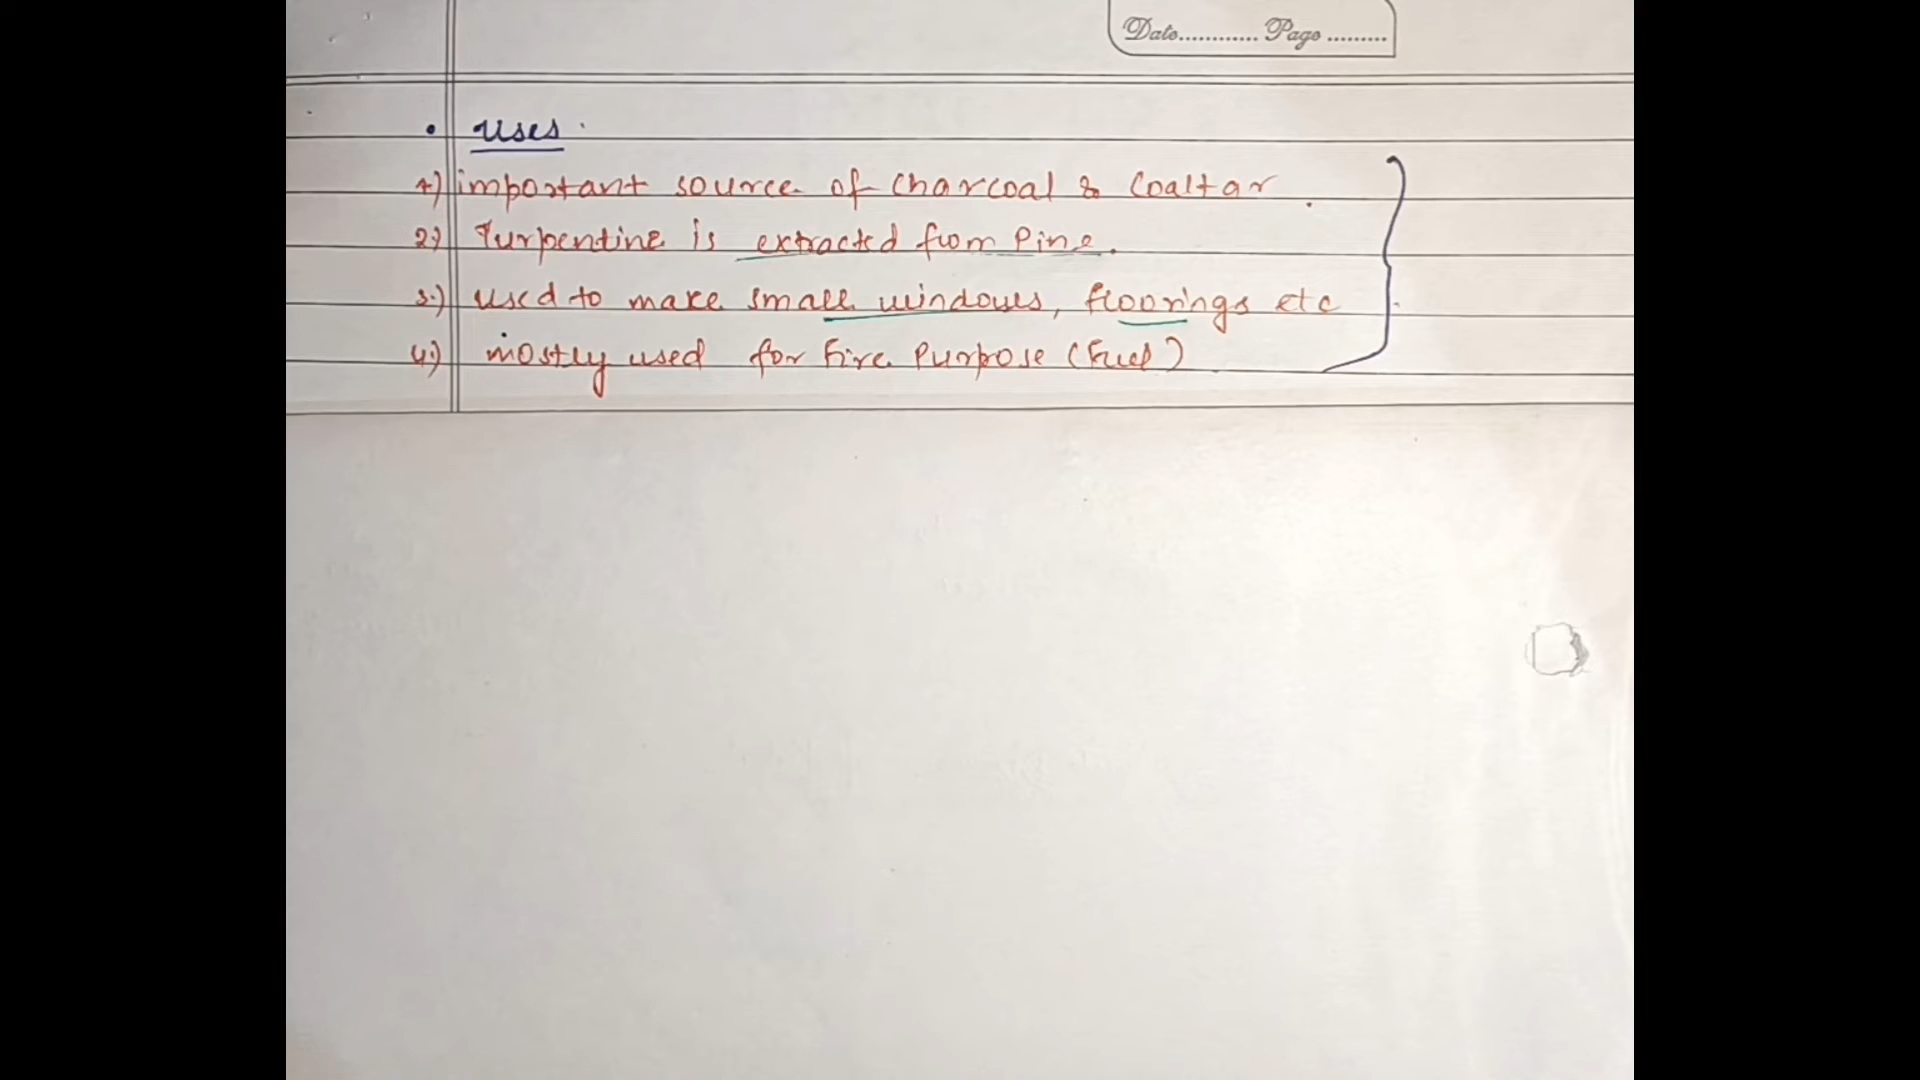 Date............ Page .........
• uses.
1) important source of Charcoal & Coaltar.
2) Turpentine is extracted from Pine.
3.) used to make small windows, floorings etc
4.) mostly used for Fire Purpose (Fuel)